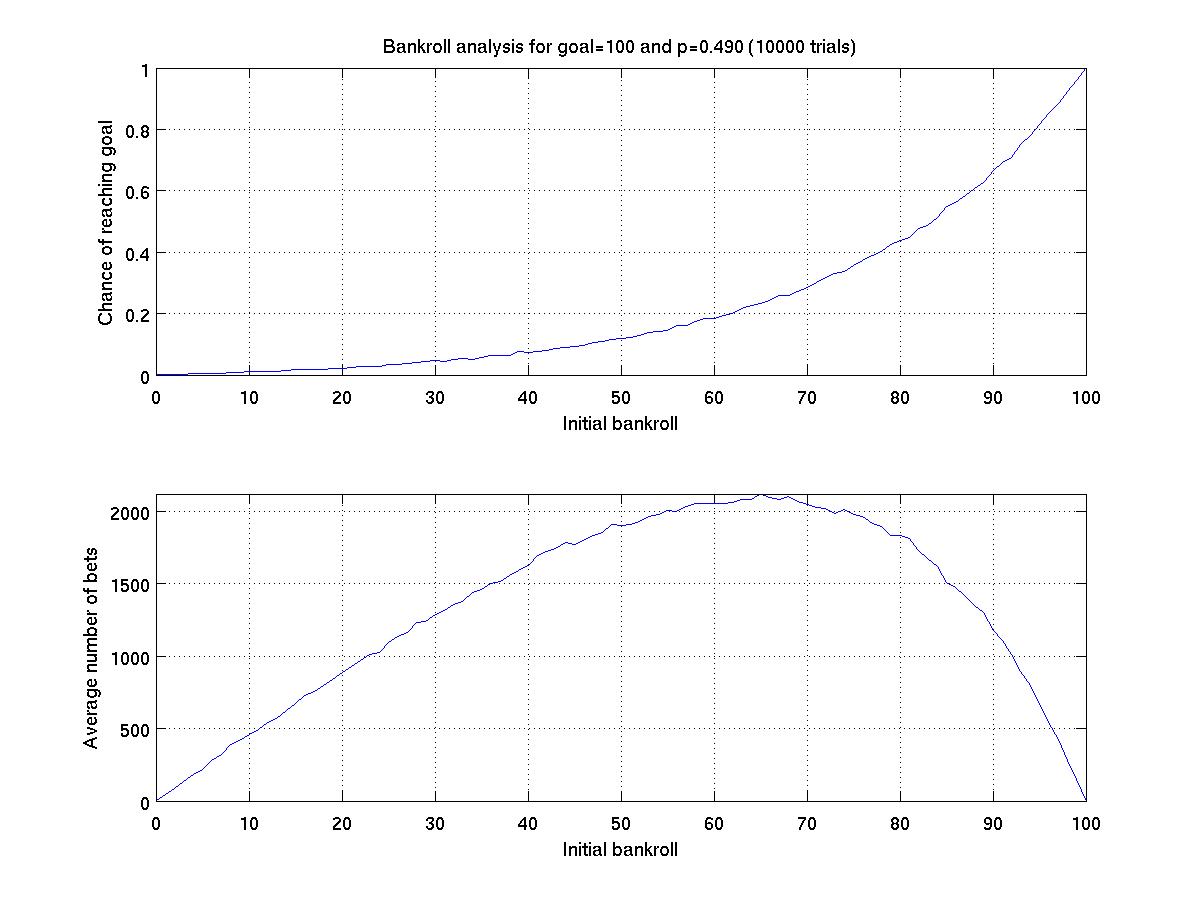 Bankroll analysis for goal=100 and p=0.490 (10000 trials)
Chance of reaching goal
1
0.8
0.6
0.4
0.2
0
0 10 20 30 40 50 60 70 80 90 100
Initial bankroll
Average number of bets
2000
1500
1000
500
0
0 10 20 30 40 50 60 70 80 90 100
Initial bankroll